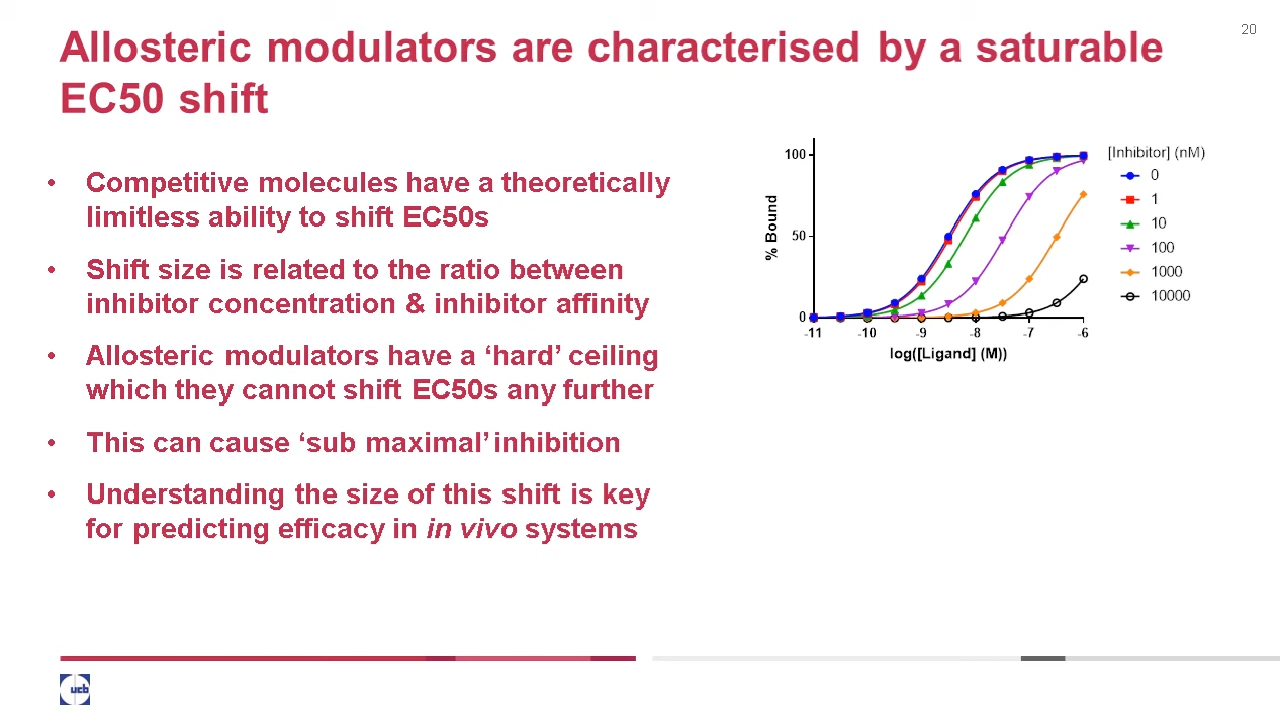 20
Allosteric modulators are characterised by a saturable
EC50 shift
• Competitive molecules have a theoretically
limitless ability to shift EC50s
• Shift size is related to the ratio between
inhibitor concentration & inhibitor affinity
• Allosteric modulators have a ‘hard’ ceiling
which they cannot shift EC50s any further
• This can cause ‘sub maximal’ inhibition
• Understanding the size of this shift is key
for predicting efficacy in in vivo systems
100
50
0
% Bound
-11 -10 -9 -8 -7 -6
log([Ligand] (M))
[Inhibitor] (nM)
0
1
10
100
1000
10000
ucb